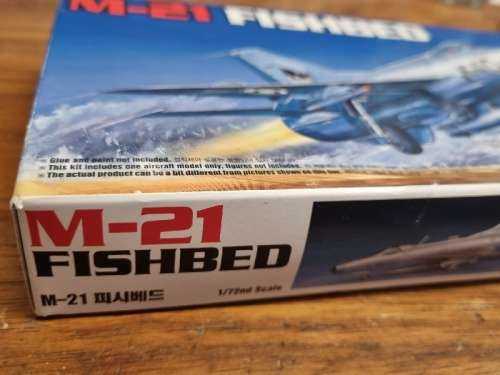 M-21 FISHBED
Glue and paint not included.
This kit includes one aircraft model only, figures not included.
The actual product can be a bit different from pictures shown on the
M-21
FISHBED
M-21 피시베드
1/72nd Scale